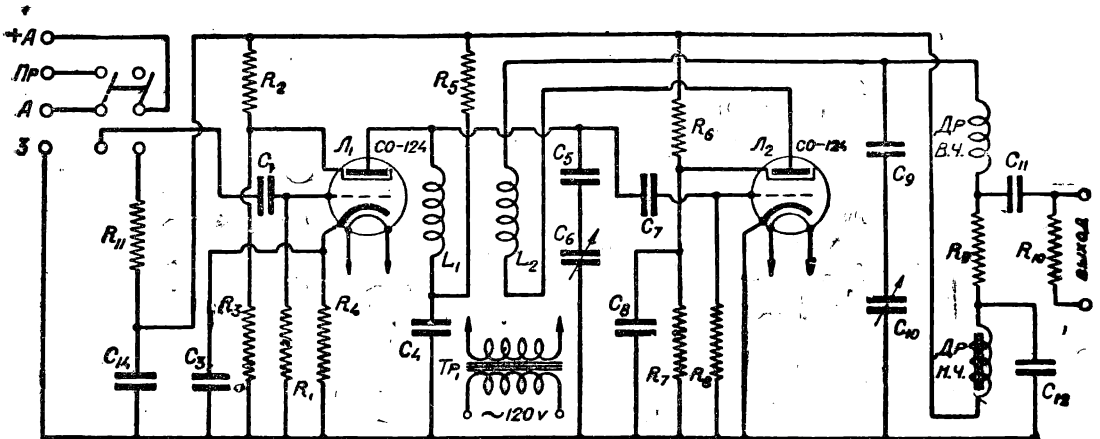 +А
Пр
А
З
R₂
R₅
R₆
Л₁
СО-124
Л₂
СО-124
Др
В.Ч.
C₁
C₅
C₉
C₁₁
C₇
R₁₁
L₁
L₂
C₆
R₉
R₁₀
выход
R₃
R₄
C₈
C₁₀
C₁₄
C₃
R₁
C₄
Тр₁
R₇
R₈
Др
Н.Ч.
C₁₂
~120 v